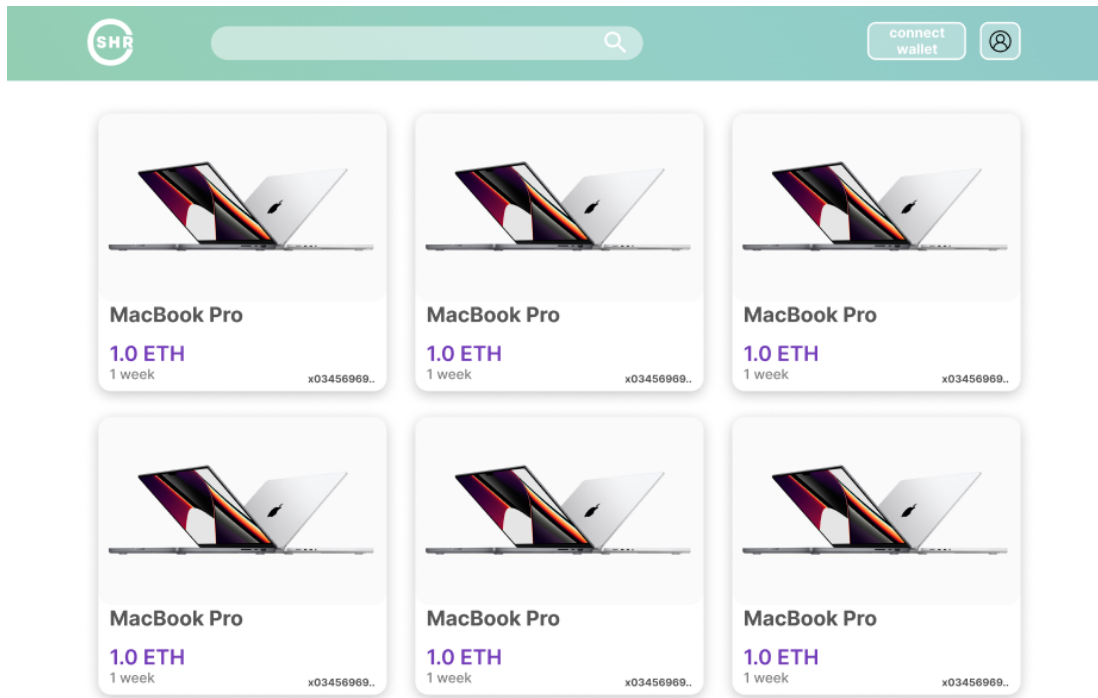 SHR
connect
wallet
MacBook Pro
MacBook Pro
MacBook Pro
1.0 ETH
1.0 ETH
1.0 ETH
1 week
x03456969..
1 week
x03456969..
1 week
x03456969..
MacBook Pro
MacBook Pro
MacBook Pro
1.0 ETH
1.0 ETH
1.0 ETH
1 week
x03456969..
1 week
x03456969..
1 week
x03456969..